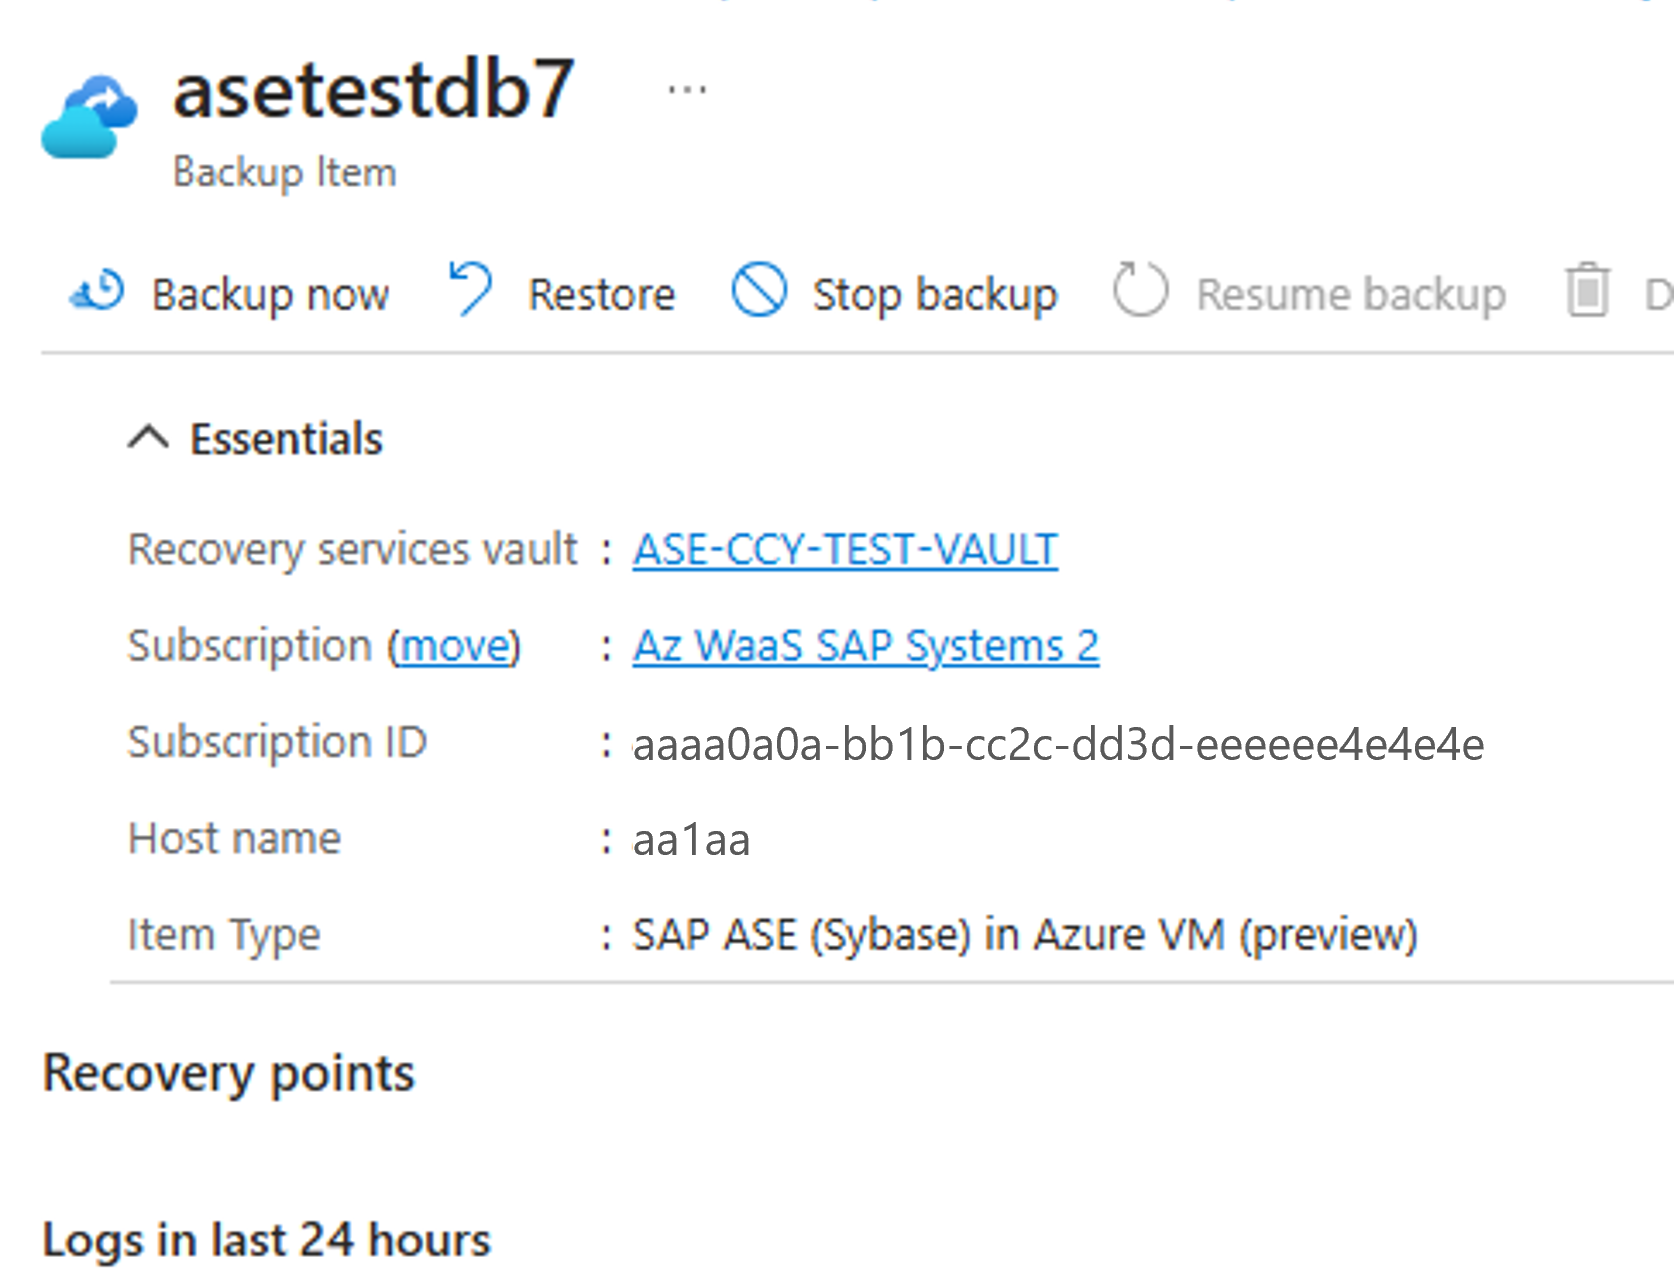 asetestdb7 ...
Backup Item
Backup now Restore Stop backup Resume backup D
Essentials
Recovery services vault : ASE-CCY-TEST-VAULT
Subscription (move) : Az WaaS SAP Systems 2
Subscription ID : aaaa0a0a-bb1b-cc2c-dd3d-eeeeee4e4e4e
Host name : aa1aa
Item Type : SAP ASE (Sybase) in Azure VM (preview)
Recovery points
Logs in last 24 hours